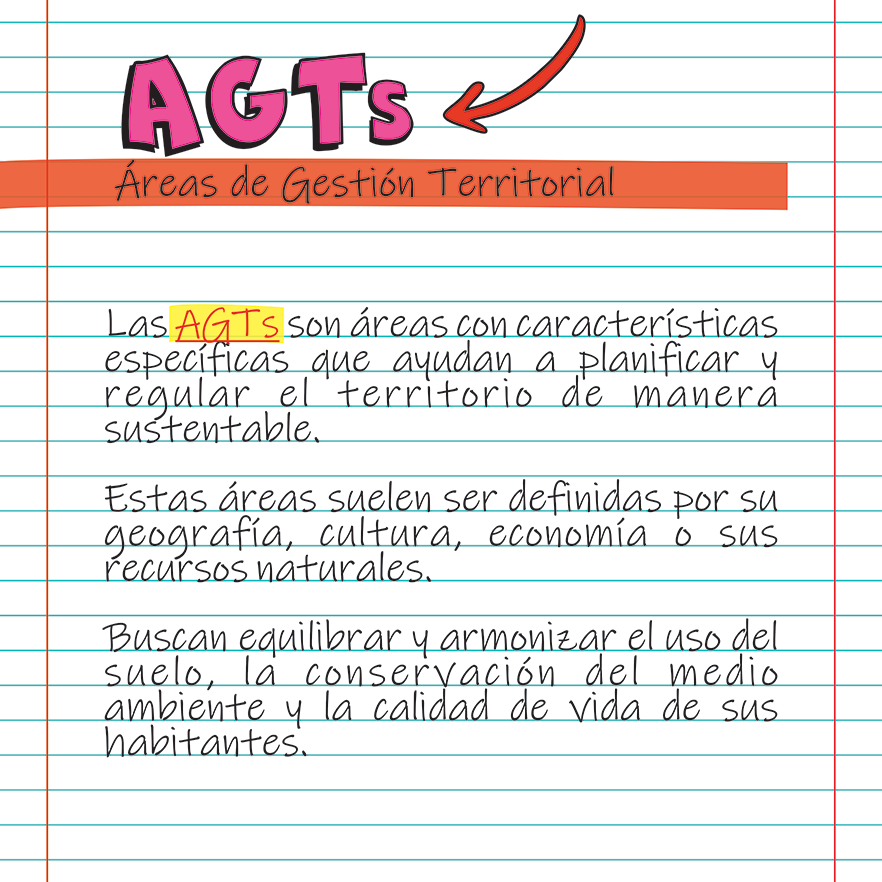 AGTs
Áreas de Gestión Territorial
Las AGTs son áreas con características
específicas que ayudan a planificar y
regular el territorio de manera
sustentable.
Estas áreas suelen ser definidas por su
geografía, cultura, economía o sus
recursos naturales.
Buscan equilibrar y armonizar el uso del
suelo, la conservación del medio
ambiente y la calidad de vida de sus
habitantes.